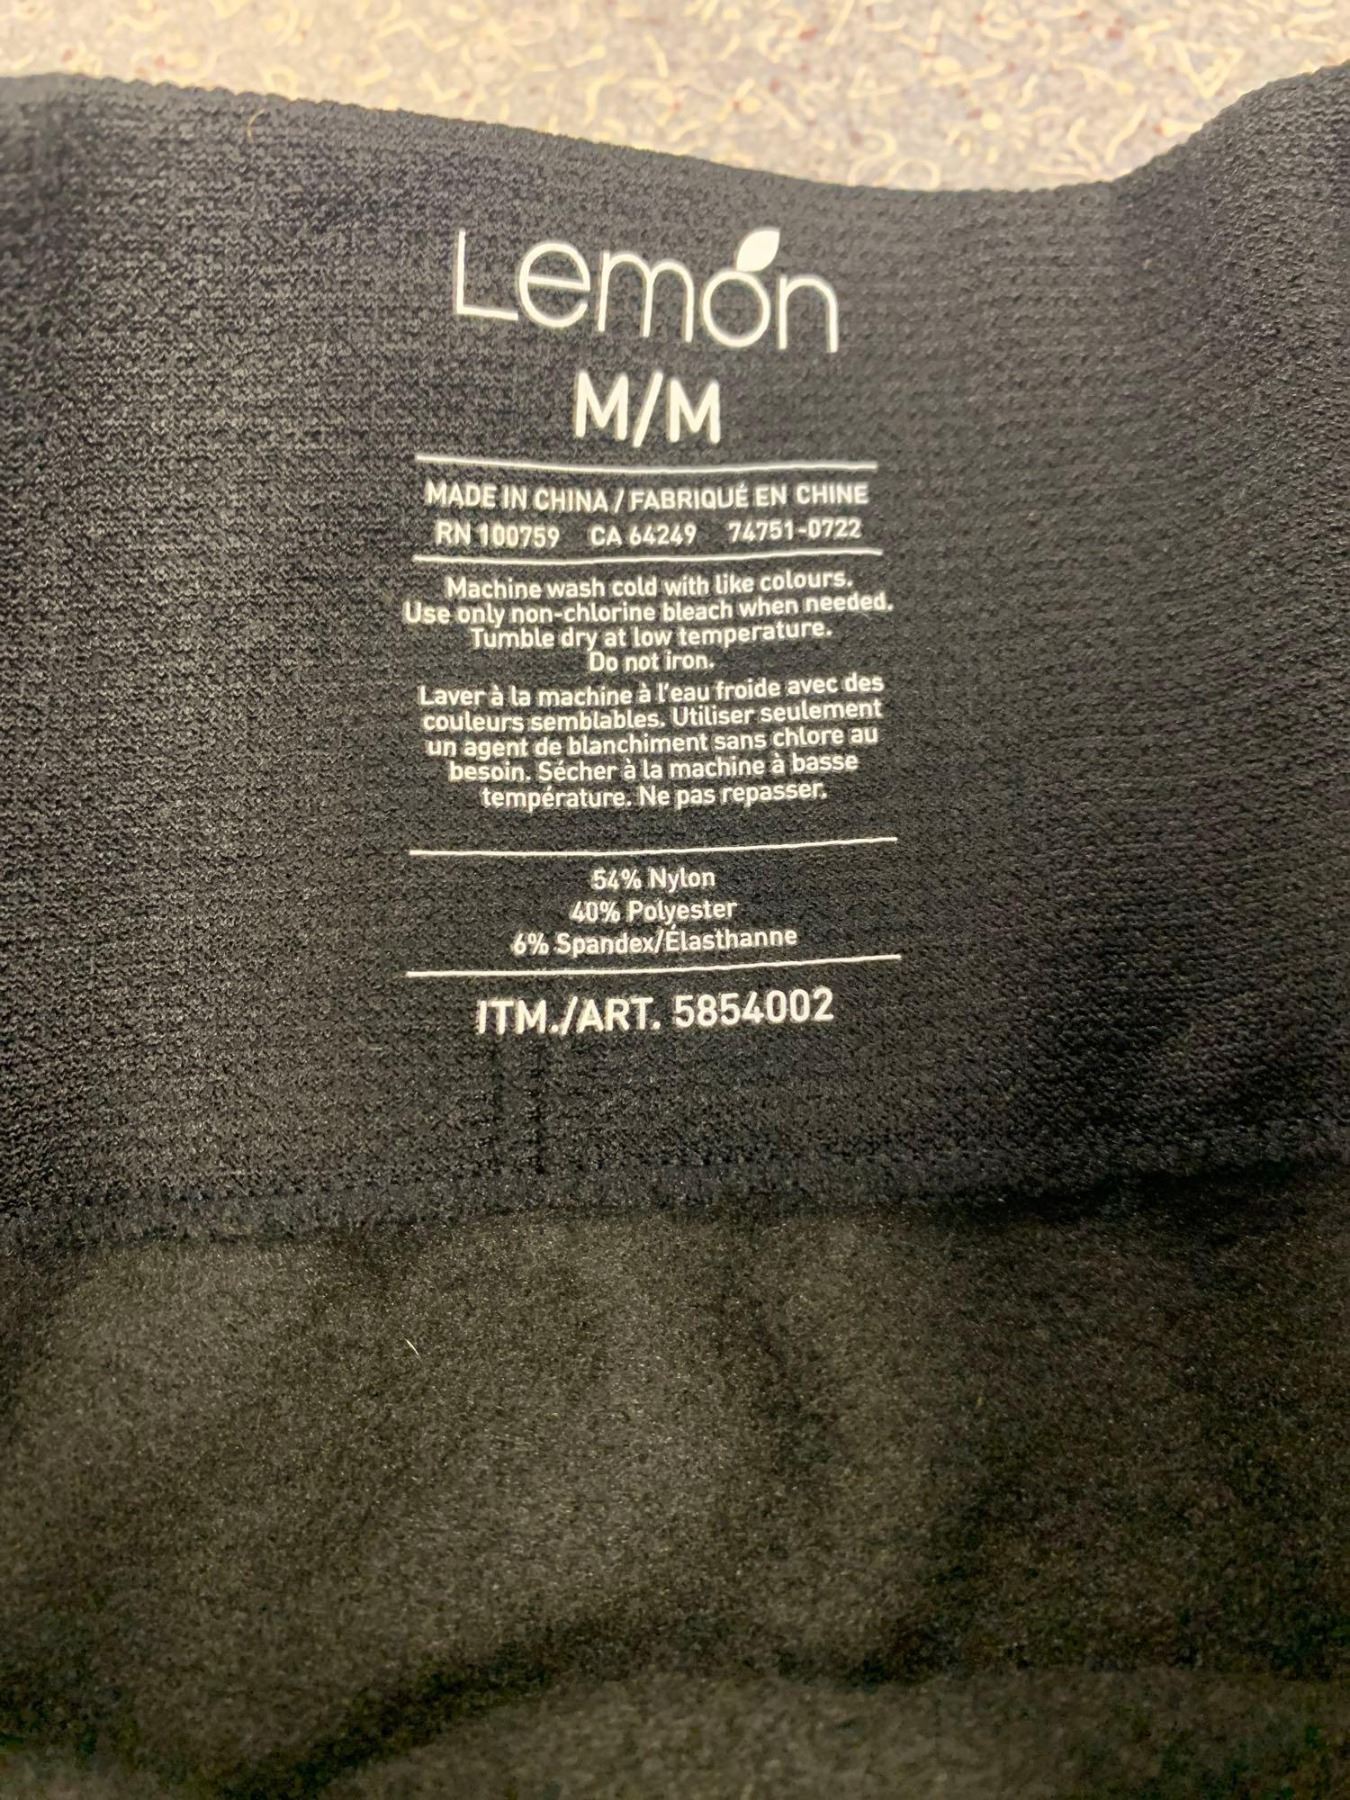 Lemon
M/M
MADE IN CHINA / FABRIQUÉ EN CHINE
RN 100759 CA 64249 74751-0722
Machine wash cold with like colours.
Use only non-chlorine bleach when needed.
Tumble dry at low temperature.
Do not iron.
Laver à la machine à l'eau froide avec des
couleurs semblables. Utiliser seulement
un agent de blanchiment sans chlore au
besoin. Sécher à la machine à basse
température. Ne pas repasser.
54% Nylon
40% Polyester
6% Spandex/Élasthanne
ITM./ART. 5854002